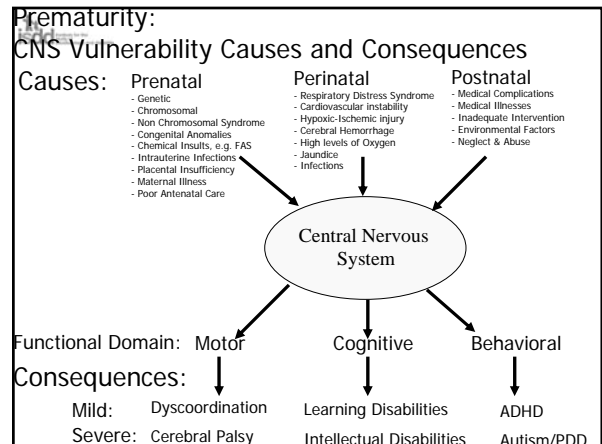 Prematurity:
isdd
CNS Vulnerability Causes and Consequences
Causes:
Prenatal
- Genetic
- Chromosomal
- Non Chromosomal Syndrome
- Congenital Anomalies
- Chemical Insults, e.g. FAS
- Intrauterine Infections
- Placental Insufficiency
- Maternal Illness
- Poor Antenatal Care
Perinatal
- Respiratory Distress Syndrome
- Cardiovascular instability
- Hypoxic-Ischemic injury
- Cerebral Hemorrhage
- High levels of Oxygen
- Jaundice
- Infections
Postnatal
- Medical Complications
- Medical Illnesses
- Inadequate Intervention
- Environmental Factors
- Neglect & Abuse
Central Nervous
System
Functional Domain: Motor Cognitive Behavioral
Consequences:
Mild: Dyscoordination Learning Disabilities ADHD
Severe: Cerebral Palsy Intellectual Disabilities Autism/PDD